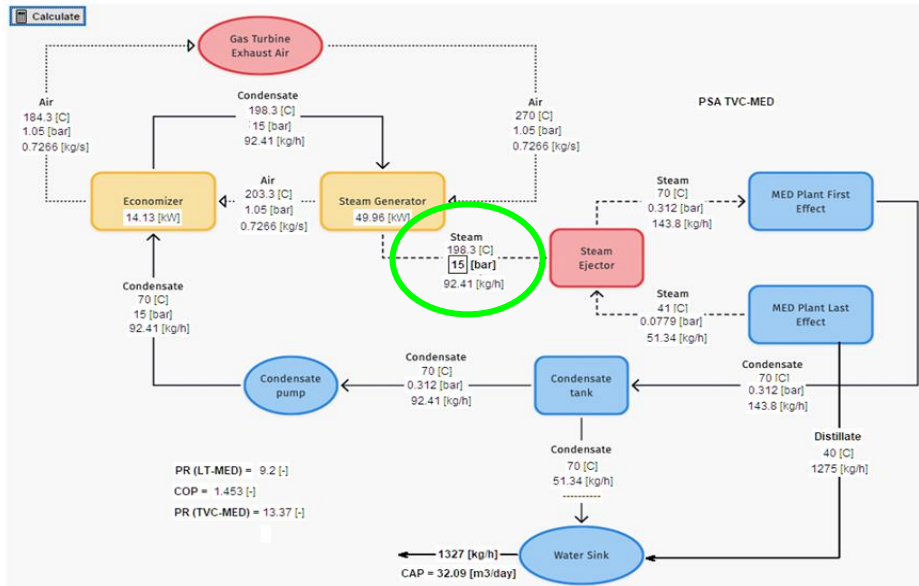 Calculate
Gas Turbine
Exhaust Air
Air
184.3 [C]
1.05 [bar]
0.7266 [kg/s]
Condensate
198.3 [C]
15 [bar]
92.41 [kg/h]
Air
270 [C]
1.05 [bar]
0.7266 [kg/s]
PSA TVC-MED
Economizer
14.13 [kW]
Air
203.3 [C]
1.05 [bar]
0.7266 [kg/s]
Steam Generator
49.96 [kW]
Steam
198.3 [C]
15 [bar]
92.41 [kg/h]
Steam
Ejector
Steam
70 [C]
0.312 [bar]
143.8 [kg/h]
MED Plant First
Effect
Steam
41 [C]
0.0779 [bar]
51.34 [kg/h]
MED Plant Last
Effect
Condensate
70 [C]
15 [bar]
92.41 [kg/h]
Condensate
pump
Condensate
70 [C]
0.312 [bar]
92.41 [kg/h]
Condensate
tank
Condensate
70 [C]
0.312 [bar]
143.8 [kg/h]
Distillate
40 [C]
1275 [kg/h]
Condensate
70 [C]
51.34 [kg/h]
----------
PR (LT-MED) = 9.2 [-]
COP = 1.453 [-]
PR (TVC-MED) = 13.37 [-]
1327 [kg/h]
CAP = 32.09 [m3/day]
Water Sink